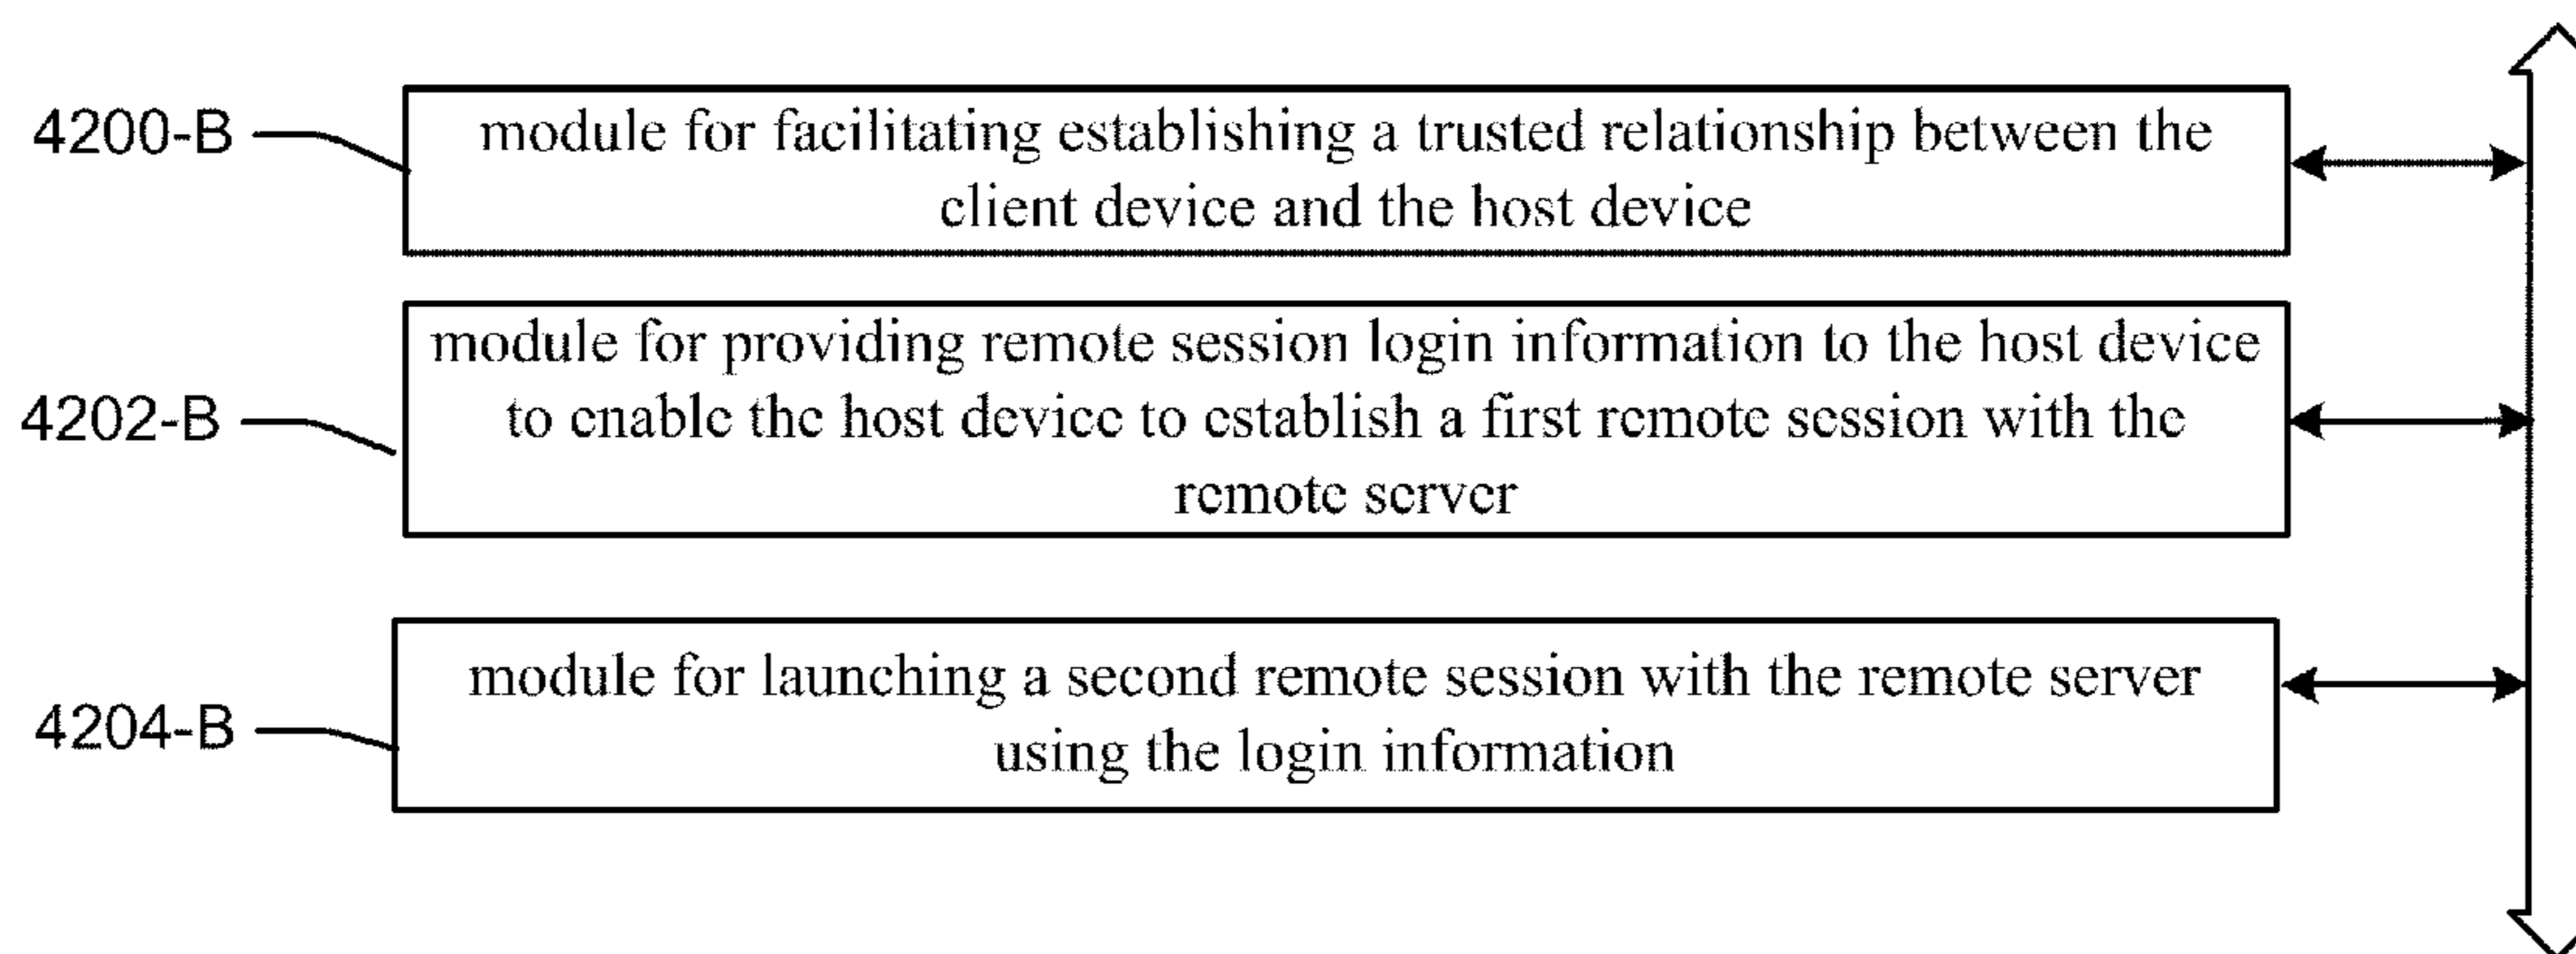 4200-B
module for facilitating establishing a trusted relationship between the
client device and the host device
4202-B
module for providing remote session login information to the host device
to enable the host device to establish a first remote session with the
remote server
4204-B
module for launching a second remote session with the remote server
using the login information